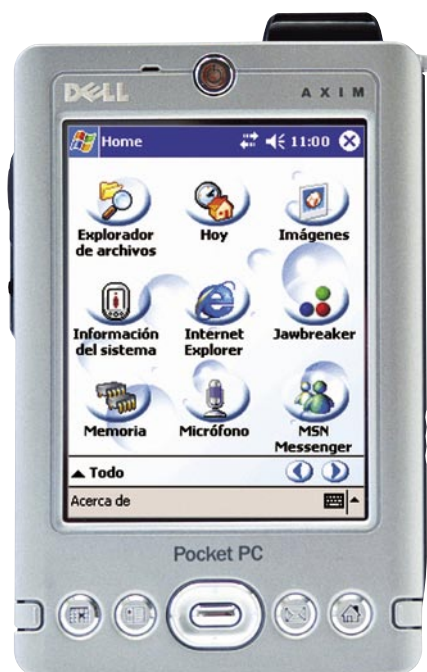 DELL
AXIM
Home 11:00
Explorador de archivos
Hoy
Imágenes
Información del sistema
Internet Explorer
Jawbreaker
Memoria
Micrófono
MSN Messenger
Todo
Acerca de
Pocket PC